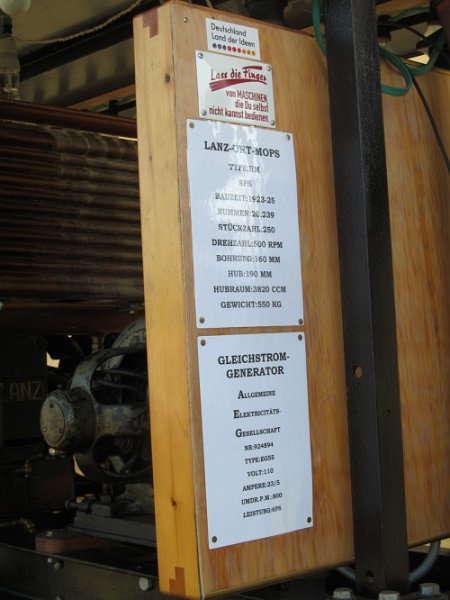 Deutschland
Land der Ideen
Lass die Finger
von MASCHINEN
die Du selbst
nicht kannst bedienen.
LANZ-ORT-MOPS
TYPE:HM
8PS
BAUZEIT:1923-25
NUMMER:20.239
STÜCKZAHL:250
DREHZAHL:500 RPM
BOHRUNG:160 MM
HUB:190 MM
HUBRAUM:3820 CCM
GEWICHT:550 KG
GLEICHSTROM-
GENERATOR
ALLGEMEINE
ELEKTRICITÄTS-
GESELLSCHAFT
NR:924894
TYPE:EG55
VOLT:110
AMPERE:23/5
UMDR.P.M.:800
LEISTUNG:6PS
ANZ